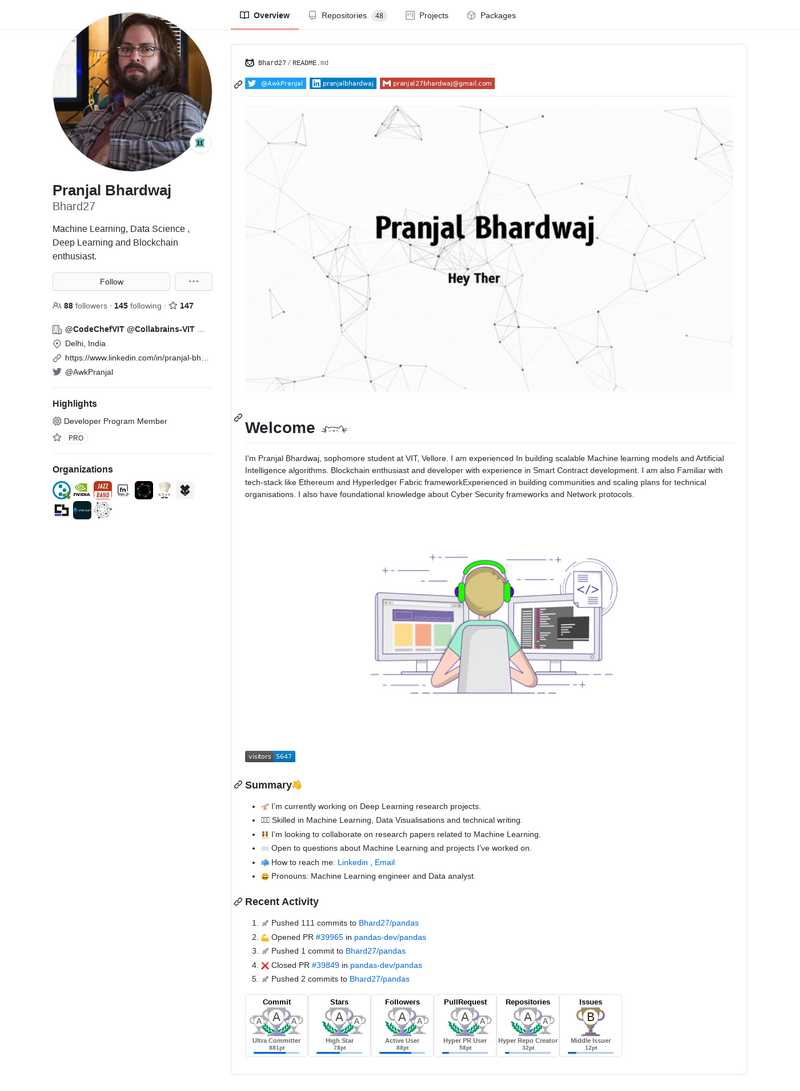 Overview
Repositories 48
Projects
Packages
Pranjal Bhardwaj
Bhard27
Machine Learning, Data Science ,
Deep Learning and Blockchain
enthusiast.
Follow
88 followers · 145 following · 147
@CodeChefVIT @Collabrains-VIT ...
Delhi, India
https://www.linkedin.com/in/pranjal-bh...
@AwkPranjal
Highlights
Developer Program Member
PRO
Organizations
NVIDIA
JAZZ BAND
Bhard27 / README.md
@AwkPranjal
pranjalbhardwaj
pranjal27bhardwaj@gmail.com
Pranjal Bhardwaj
Hey Ther
Welcome
I'm Pranjal Bhardwaj, sophomore student at VIT, Vellore. I am experienced In building scalable Machine learning models and Artificial
Intelligence algorithms. Blockchain enthusiast and developer with experience in Smart Contract development. I am also Familiar with
tech-stack like Ethereum and Hyperledger Fabric frameworkExperienced in building communities and scaling plans for technical
organisations. I also have foundational knowledge about Cyber Security frameworks and Network protocols.
</>
visitors 5647
Summary👋
🚀 I'm currently working on Deep Learning research projects.
Skilled in Machine Learning, Data Visualisations and technical writing.
I'm looking to collaborate on research papers related to Machine Learning.
Open to questions about Machine Learning and projects I've worked on.
How to reach me: Linkedin , Email
😄 Pronouns: Machine Learning engineer and Data analyst.
Recent Activity
1. 🚀 Pushed 111 commits to Bhard27/pandas
2. 💪 Opened PR #39965 in pandas-dev/pandas
3. 🚀 Pushed 1 commit to Bhard27/pandas
4. ❌ Closed PR #39849 in pandas-dev/pandas
5. 🚀 Pushed 2 commits to Bhard27/pandas
Commit Stars Followers PullRequest Repositories Issues
A A A A A A A A A B
Ultra Committer High Star Active User Hyper PR User Hyper Repo Creator Middle Issuer
881pt 78pt 88pt 58pt 32pt 12pt